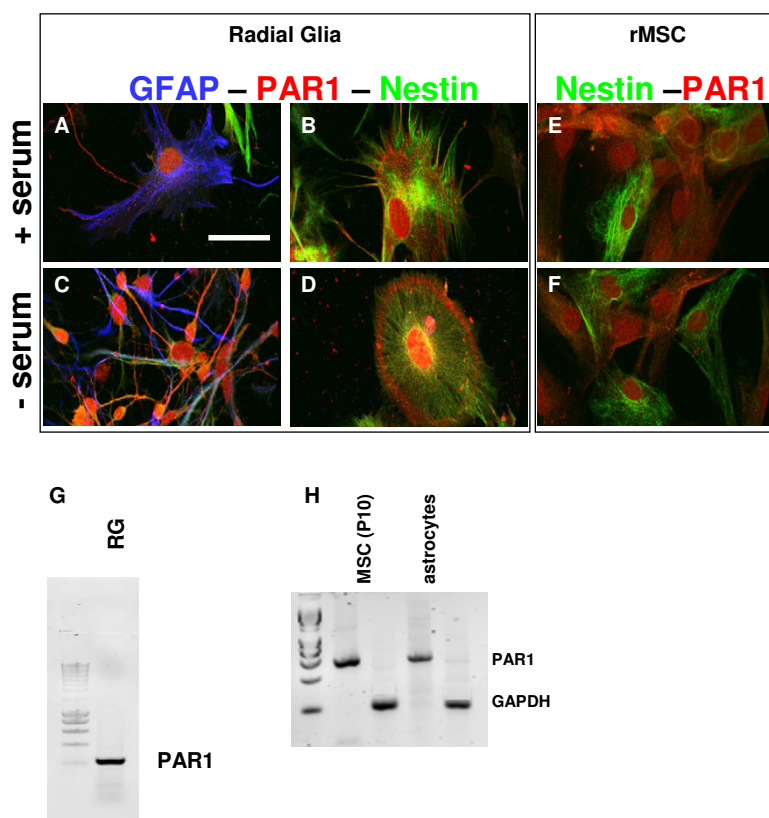 Radial Glia
rMSC
GFAP – PAR1 – Nestin
Nestin –PAR1
+ serum
A
B
E
- serum
C
D
F
G
H
RG
MSC (P10)
astrocytes
PAR1
GAPDH
PAR1